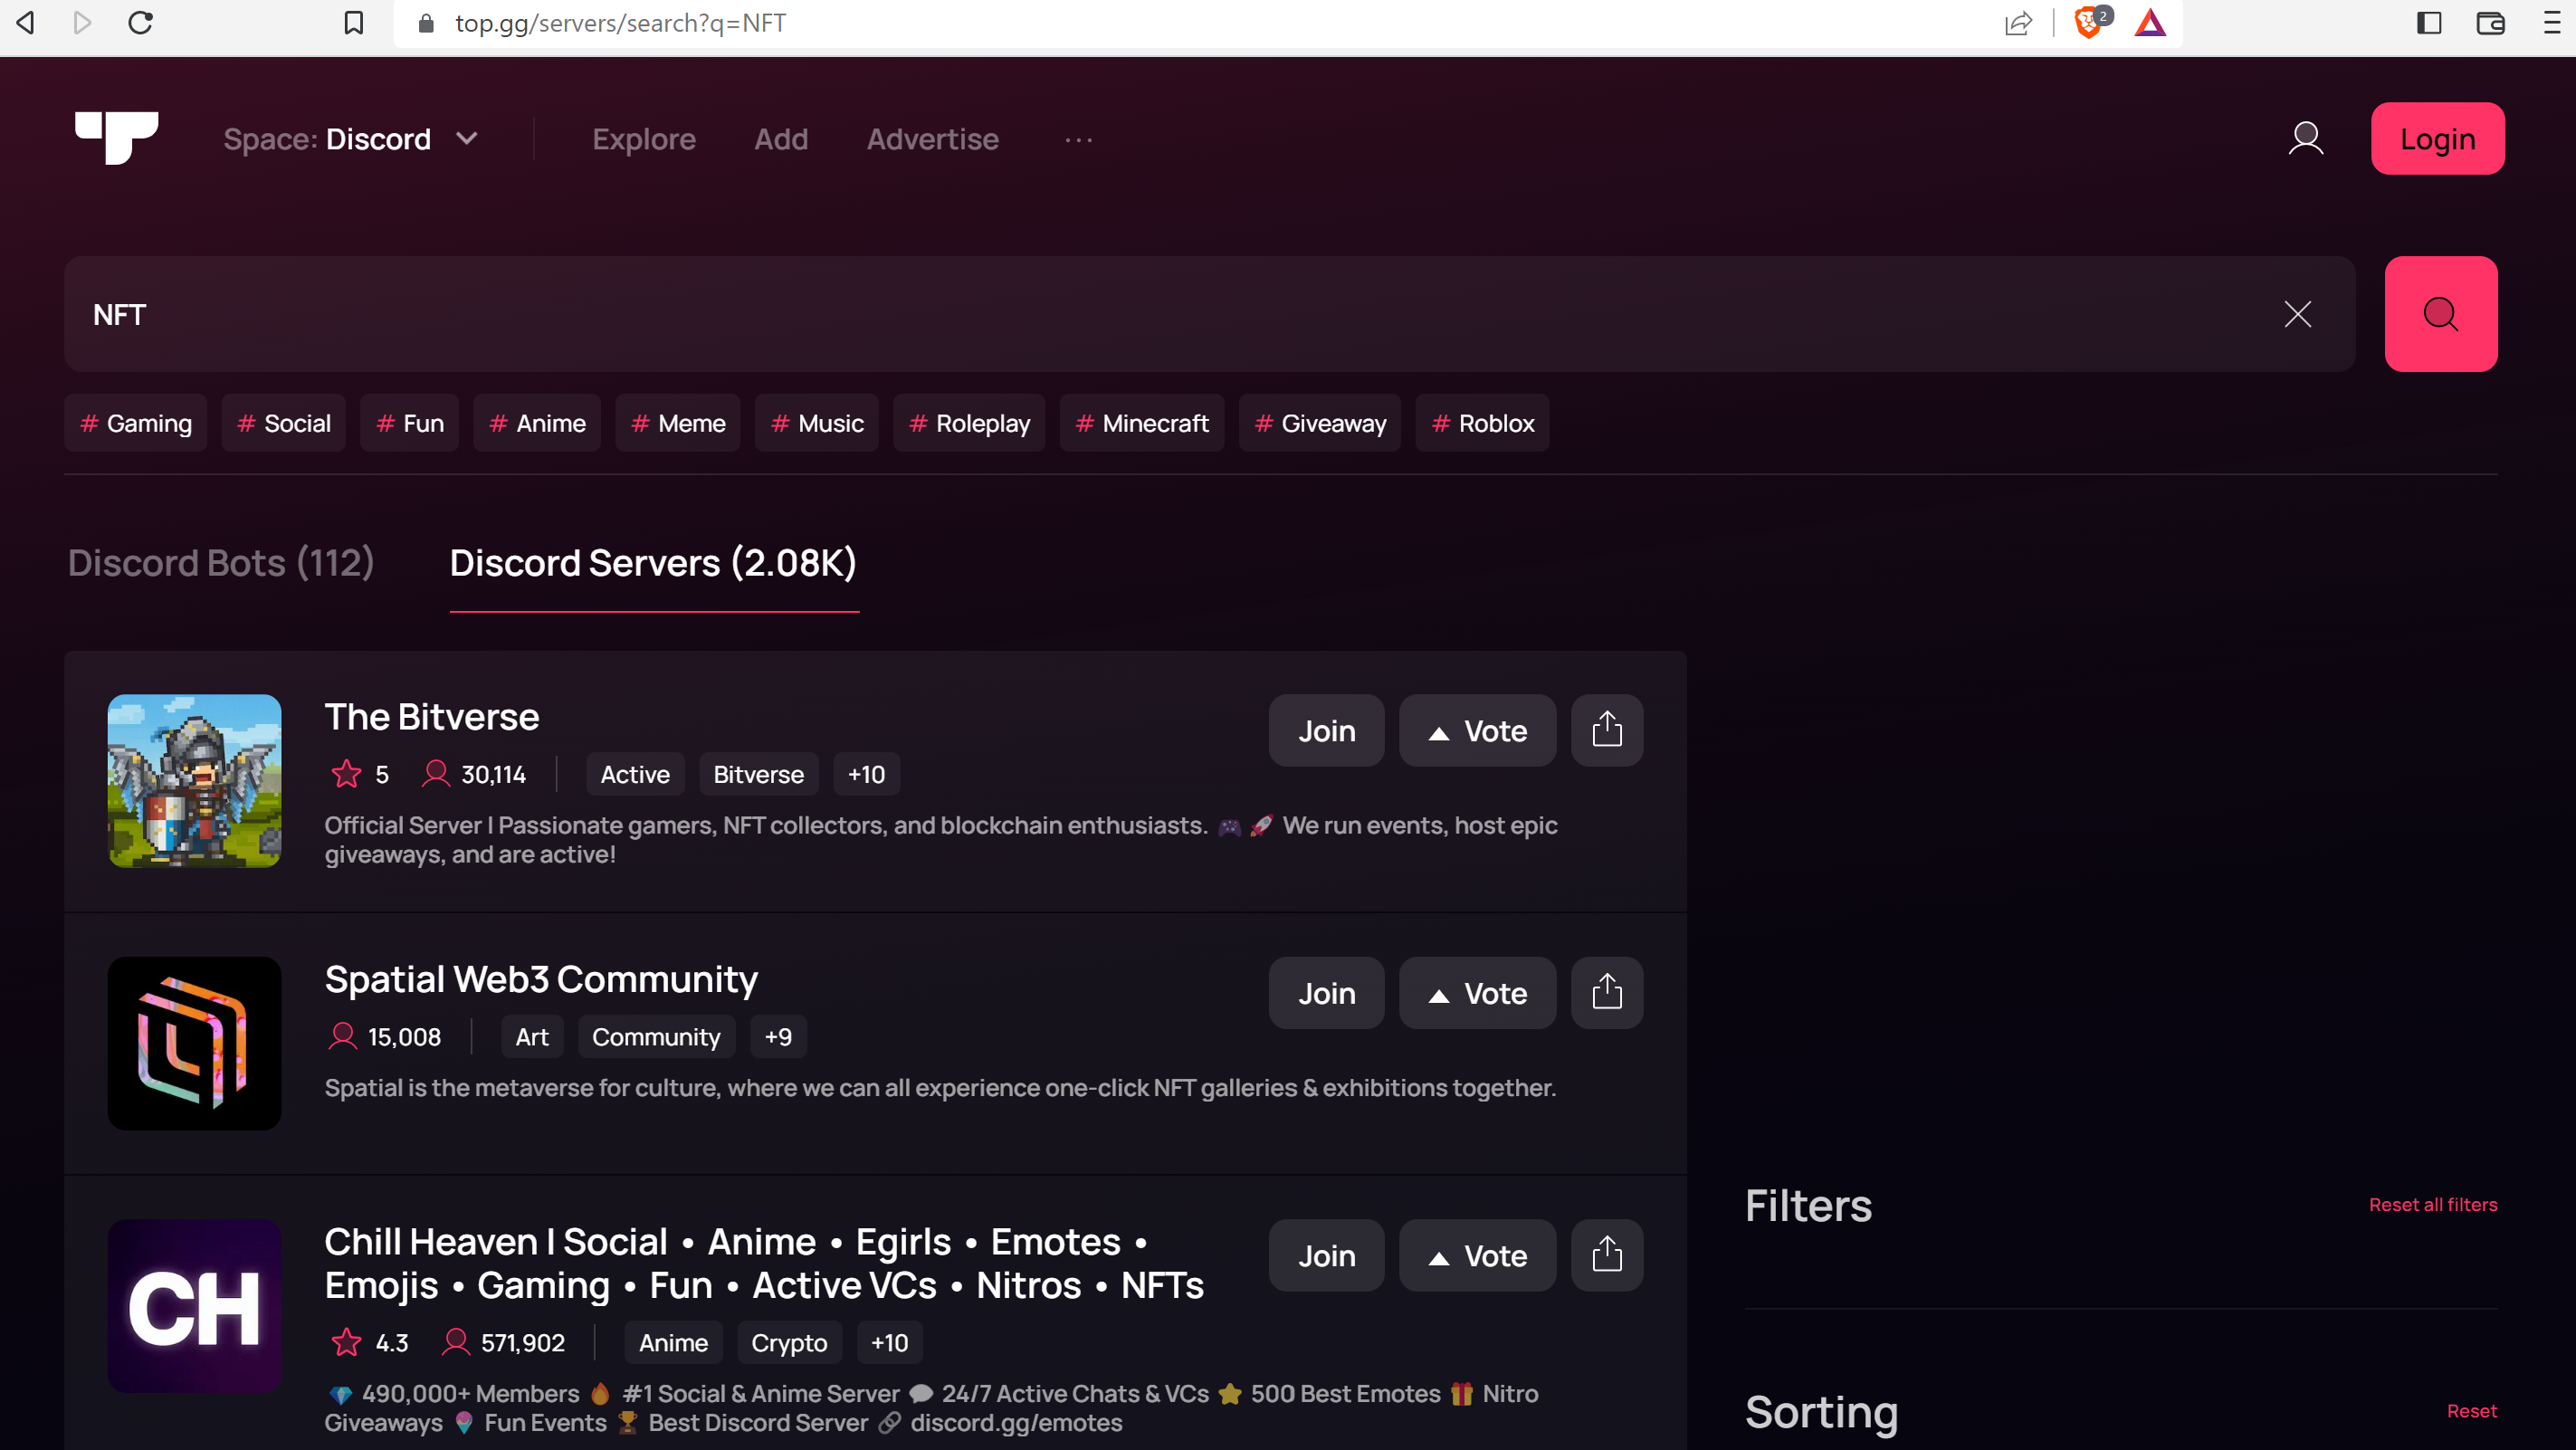 top.gg/servers/search?q=NFT
2
Space: Discord
Explore
Add
Advertise
...
Login
NFT
# Gaming
# Social
# Fun
# Anime
# Meme
# Music
# Roleplay
# Minecraft
# Giveaway
# Roblox
Discord Bots (112)
Discord Servers (2.08K)
The Bitverse
5
30,114
Active
Bitverse
+10
Official Server | Passionate gamers, NFT collectors, and blockchain enthusiasts. 🎮 🚀 We run events, host epic
giveaways, and are active!
Join
Vote
Spatial Web3 Community
15,008
Art
Community
+9
Spatial is the metaverse for culture, where we can all experience one-click NFT galleries & exhibitions together.
Join
Vote
Chill Heaven | Social • Anime • Egirls • Emotes •
Emojis • Gaming • Fun • Active VCs • Nitros • NFTs
4.3
571,902
Anime
Crypto
+10
💎 490,000+ Members 🔥 #1 Social & Anime Server 💬 24/7 Active Chats & VCs ⭐ 500 Best Emotes 🎁 Nitro
Giveaways 🍧 Fun Events 🏆 Best Discord Server 🔗 discord.gg/emotes
Join
Vote
CH
Filters
Reset all filters
Sorting
Reset